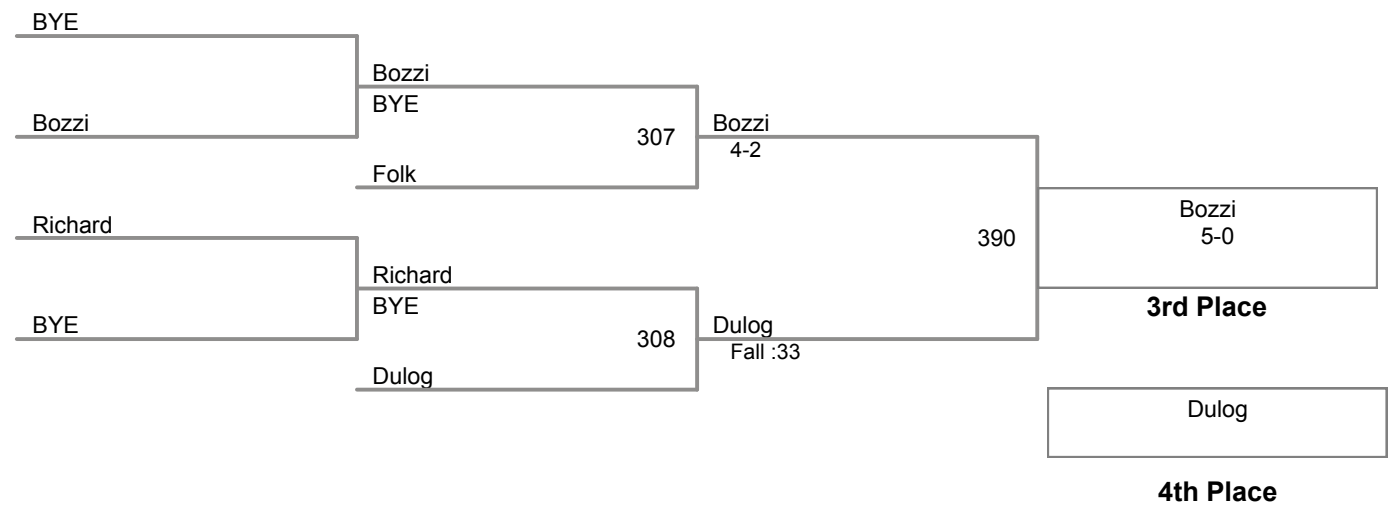 BYE
Bozzi
BYE
Bozzi
307
Bozzi
4-2
Folk
Richard
Bozzi
5-0
390
Richard
BYE
3rd Place
BYE
308
Dulog
Fall :33
Dulog
Dulog
4th Place